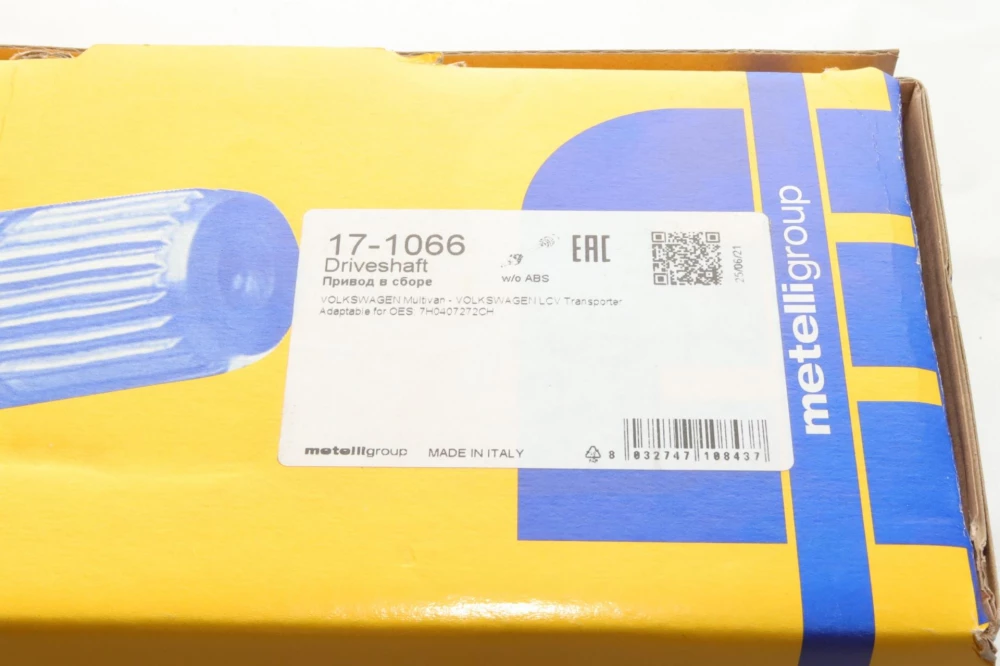 17-1066
Driveshaft
Привод в сборе
w/o ABS
EAC
25/06/21
VOLKSWAGEN Multivan - VOLKSWAGEN LCV Transporter
Adaptable for OES: 7H0407272CH
metelligroup
MADE IN ITALY
8 032747 108437
metelligroup